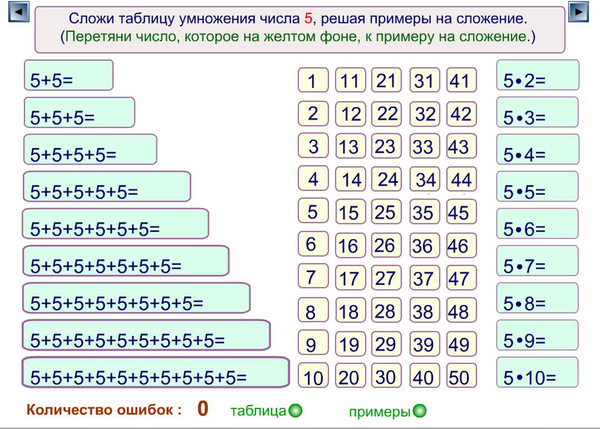 Сложи таблицу умножения числа 5, решая примеры на сложение.
(Перетяни число, которое на желтом фоне, к примеру на сложение.)
5+5= 1 11 21 31 41 5•2=
5+5+5= 2 12 22 32 42 5•3=
5+5+5+5= 3 13 23 33 43 5•4=
5+5+5+5+5= 4 14 24 34 44 5•5=
5+5+5+5+5+5= 5 15 25 35 45 5•6=
5+5+5+5+5+5+5= 6 16 26 36 46 5•7=
5+5+5+5+5+5+5+5= 7 17 27 37 47 5•8=
5+5+5+5+5+5+5+5+5= 8 18 28 38 48 5•9=
5+5+5+5+5+5+5+5+5+5= 9 19 29 39 49 5•10=
10 20 30 40 50
Количество ошибок : 0 таблица примеры